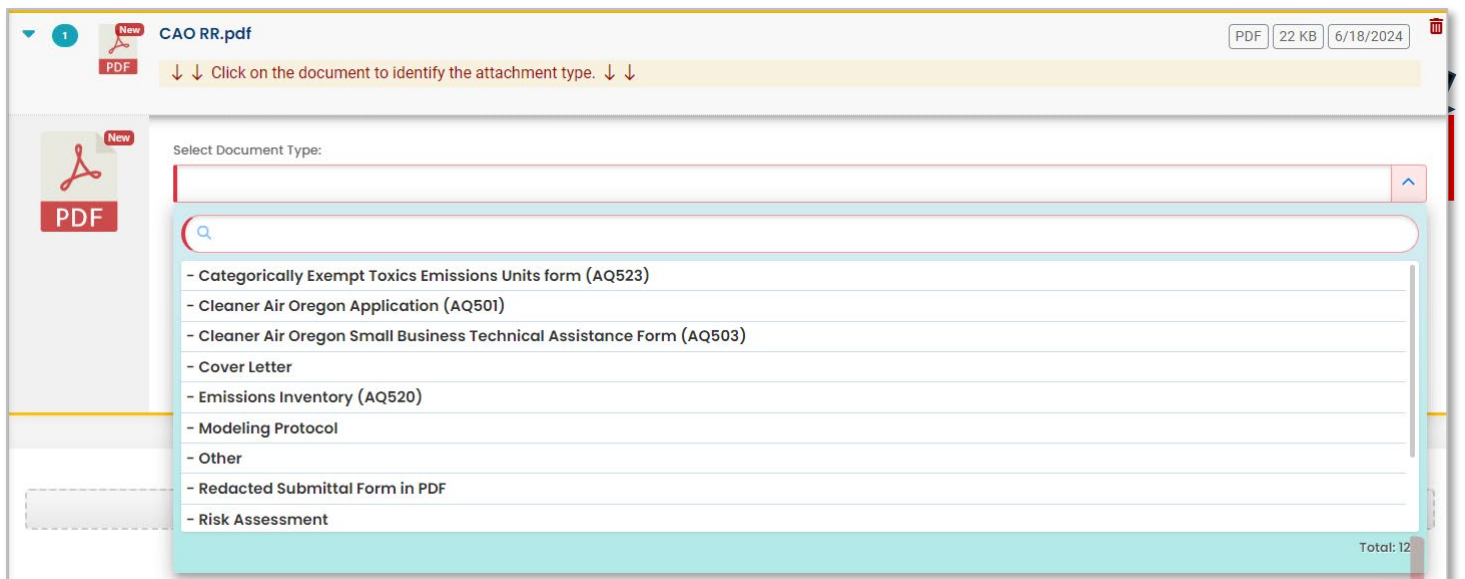 1
New
PDF
CAO RR.pdf
PDF 22 KB 6/18/2024
↓ ↓ Click on the document to identify the attachment type. ↓ ↓
New
PDF
Select Document Type:
- Categorically Exempt Toxics Emissions Units form (AQ523)
- Cleaner Air Oregon Application (AQ501)
- Cleaner Air Oregon Small Business Technical Assistance Form (AQ503)
- Cover Letter
- Emissions Inventory (AQ520)
- Modeling Protocol
- Other
- Redacted Submittal Form in PDF
- Risk Assessment
Total: 12